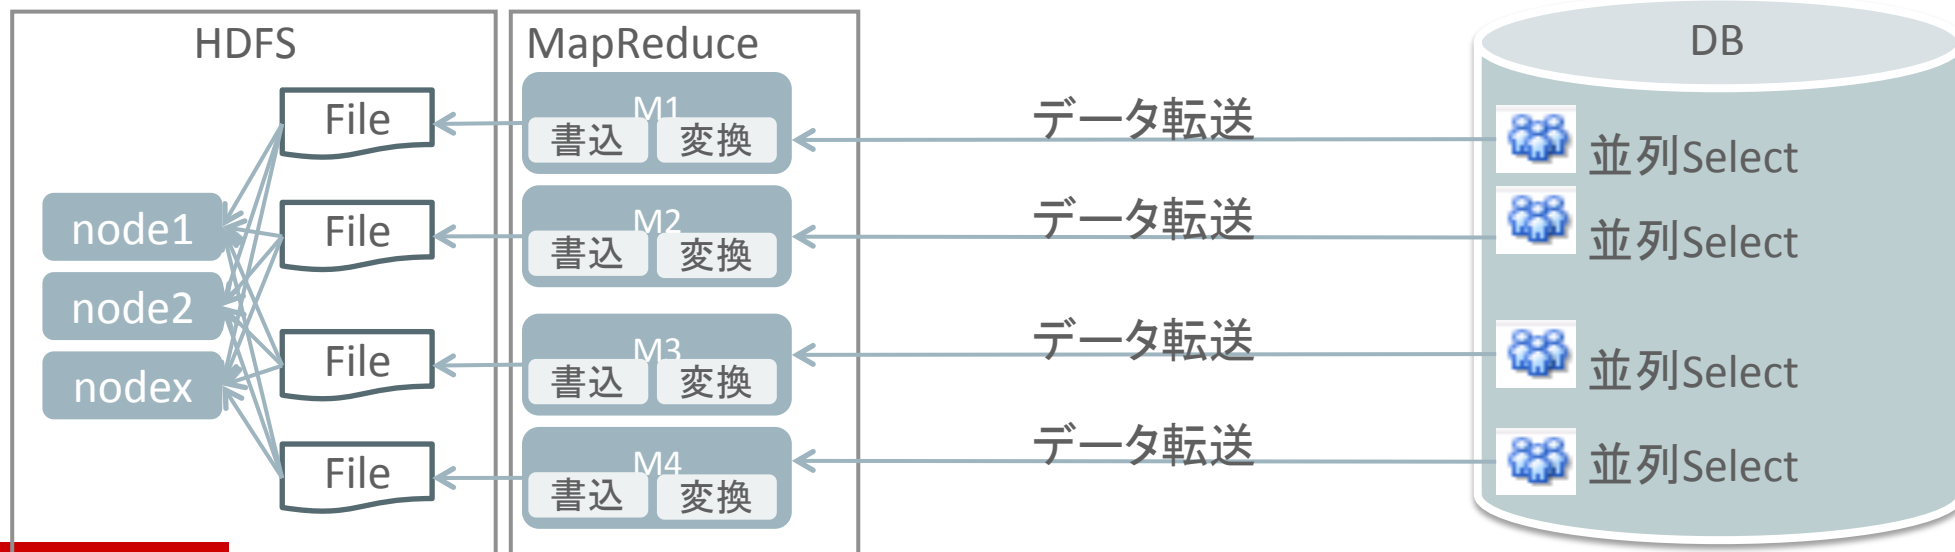 HDFS
MapReduce
DB
File
M1
書込
変換
データ転送
並列Select
node1
File
M2
書込
変換
データ転送
並列Select
node2
File
M3
書込
変換
データ転送
並列Select
nodex
File
M4
書込
変換
データ転送
並列Select